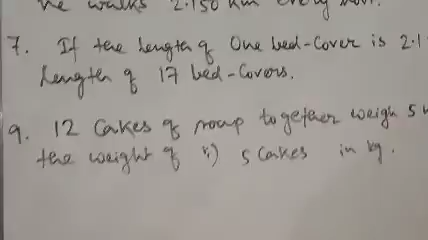 he walks 2.150 km every
7. If the length of One bed-Cover is 2.1
length of 17 bed-Covers.
9. 12 Cakes of soap together weigh 5
the weight of i) 5 Cakes in kg.